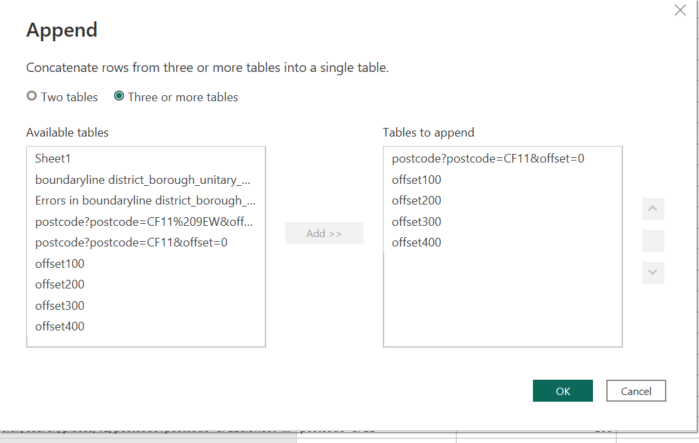 Append
Concatenate rows from three or more tables into a single table.
Two tables Three or more tables
Available tables
Sheet1
boundaryline district_borough_unitary_...
Errors in boundaryline district_borough_...
postcode?postcode=CF11%209EW&off...
postcode?postcode=CF11&offset=0
offset100
offset200
offset300
offset400
Add >>
Tables to append
postcode?postcode=CF11&offset=0
offset100
offset200
offset300
offset400
OK Cancel